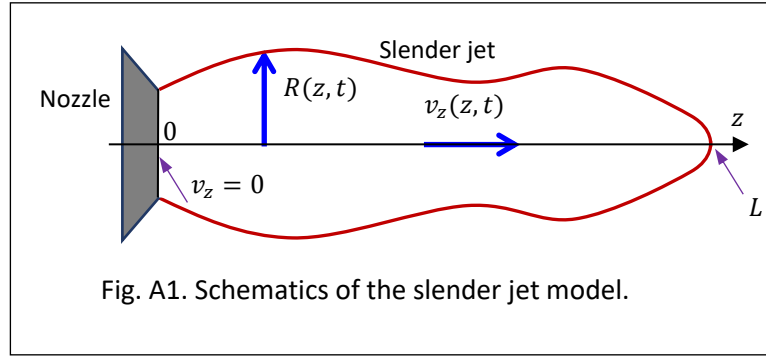 Slender jet
Nozzle
R(z, t)
v_z(z, t)
z
0
v_z = 0
L
Fig. A1. Schematics of the slender jet model.